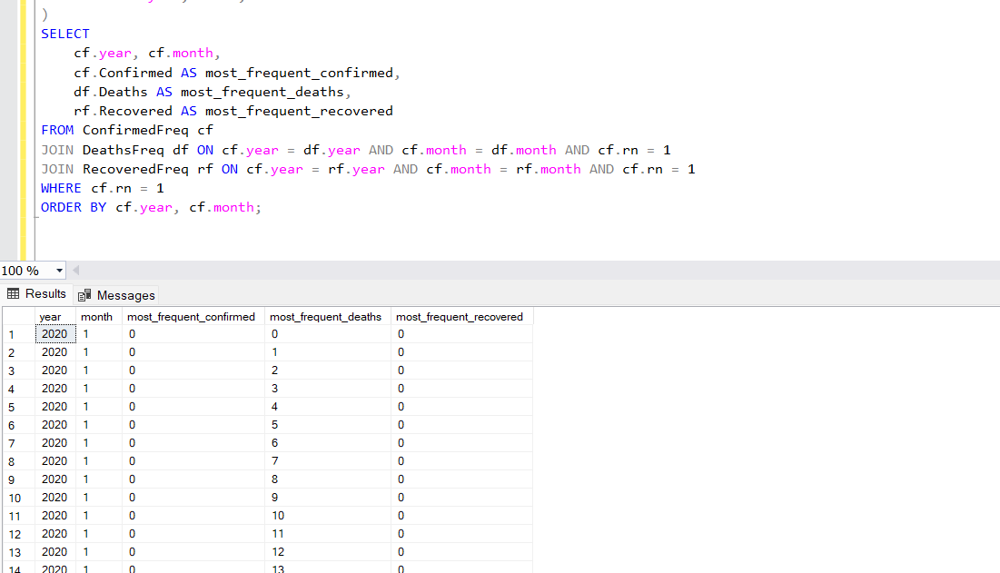 )
SELECT
cf.year, cf.month,
cf.Confirmed AS most_frequent_confirmed,
df.Deaths AS most_frequent_deaths,
rf.Recovered AS most_frequent_recovered
FROM ConfirmedFreq cf
JOIN DeathsFreq df ON cf.year = df.year AND cf.month = df.month AND cf.rn = 1
JOIN RecoveredFreq rf ON cf.year = rf.year AND cf.month = rf.month AND cf.rn = 1
WHERE cf.rn = 1
ORDER BY cf.year, cf.month;
100 %
Results Messages
year month most_frequent_confirmed most_frequent_deaths most_frequent_recovered
1 2020 1 0 0 0
2 2020 1 0 1 0
3 2020 1 0 2 0
4 2020 1 0 3 0
5 2020 1 0 4 0
6 2020 1 0 5 0
7 2020 1 0 6 0
8 2020 1 0 7 0
9 2020 1 0 8 0
10 2020 1 0 9 0
11 2020 1 0 10 0
12 2020 1 0 11 0
13 2020 1 0 12 0
14 2020 1 0 13 0